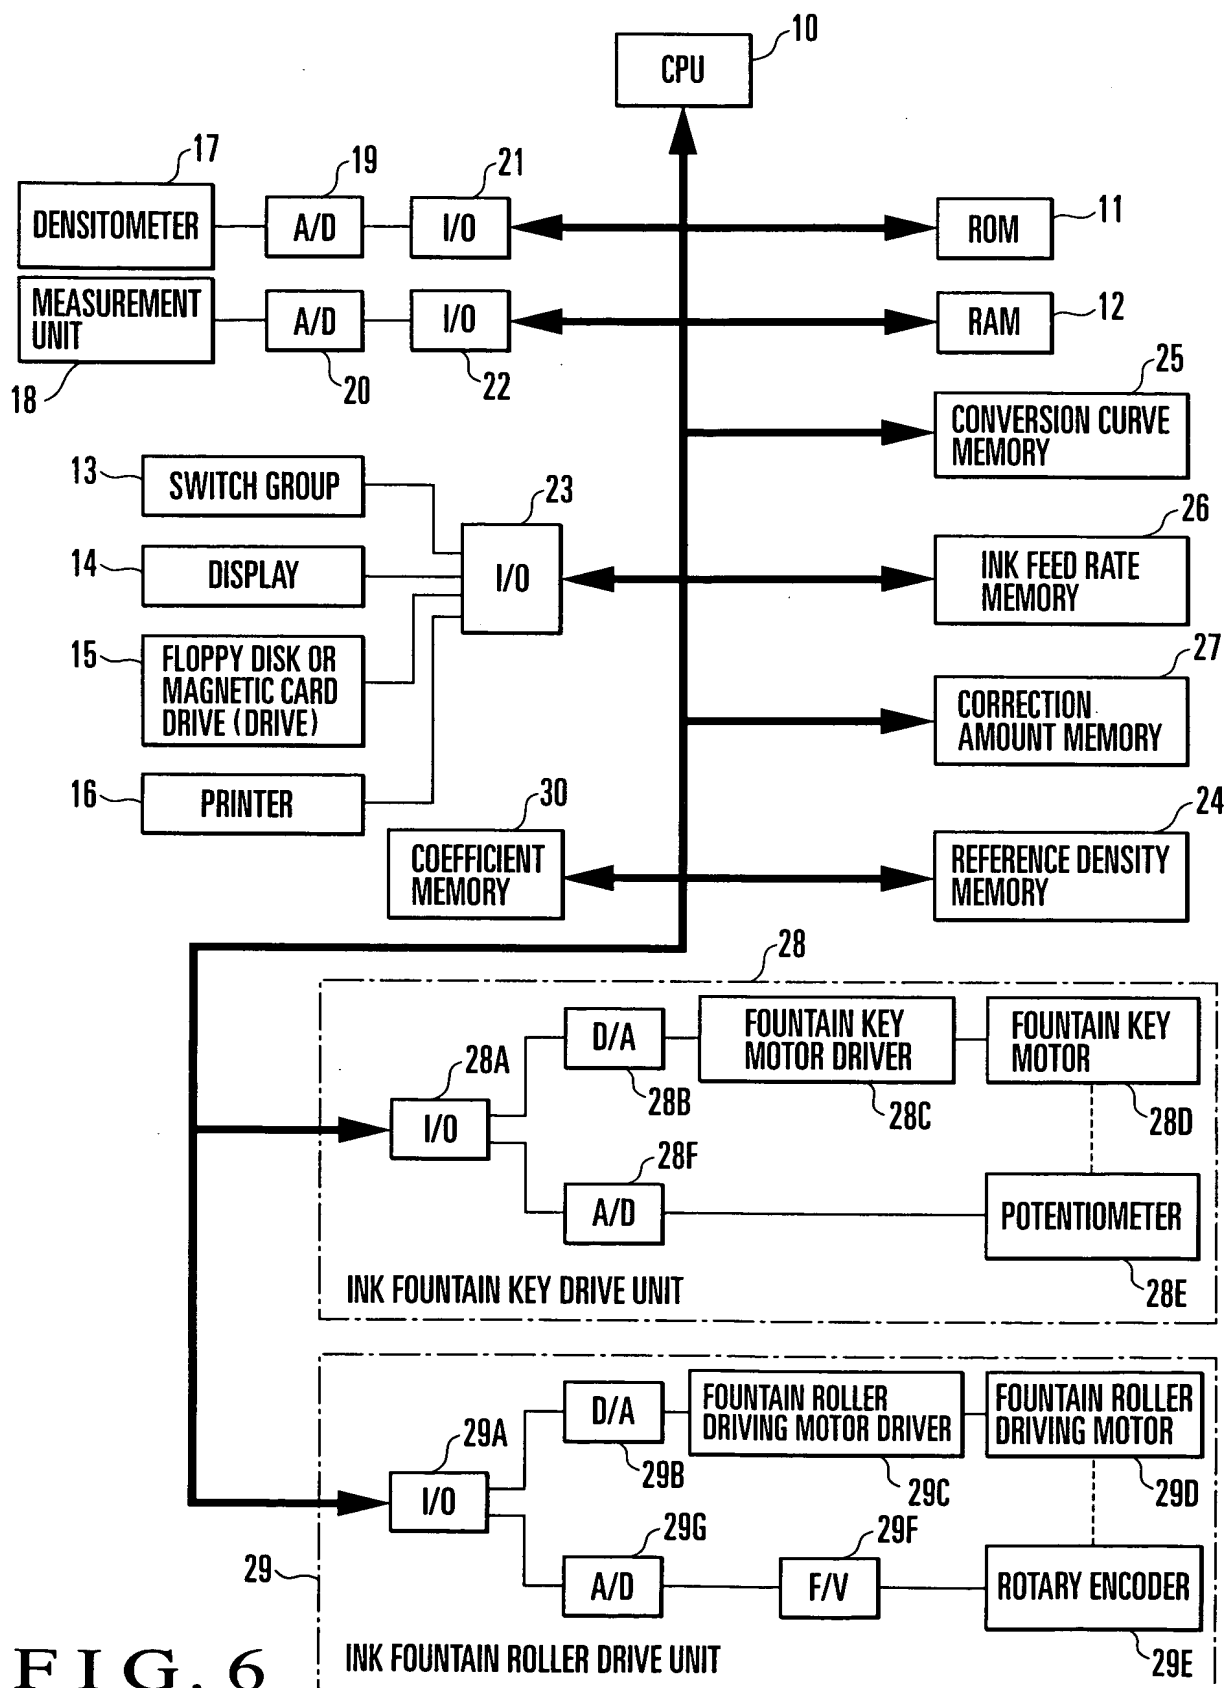 10
CPU
17
19
21
DENSITOMETER
A/D
I/O
ROM
11
MEASUREMENT
UNIT
A/D
I/O
RAM
12
18
20
22
25
CONVERSION CURVE
MEMORY
13
SWITCH GROUP
23
26
14
DISPLAY
I/O
INK FEED RATE
MEMORY
15
FLOPPY DISK OR
MAGNETIC CARD
DRIVE (DRIVE)
27
CORRECTION
AMOUNT MEMORY
16
PRINTER
30
24
COEFFICIENT
MEMORY
REFERENCE DENSITY
MEMORY
28
28A
I/O
D/A
28B
FOUNTAIN KEY
MOTOR DRIVER
28C
FOUNTAIN KEY
MOTOR
28D
28F
A/D
POTENTIOMETER
28E
INK FOUNTAIN KEY DRIVE UNIT
29A
I/O
D/A
29B
FOUNTAIN ROLLER
DRIVING MOTOR DRIVER
29C
FOUNTAIN ROLLER
DRIVING MOTOR
29D
29G
A/D
29F
F/V
ROTARY ENCODER
29E
29
INK FOUNTAIN ROLLER DRIVE UNIT
FIG. 6